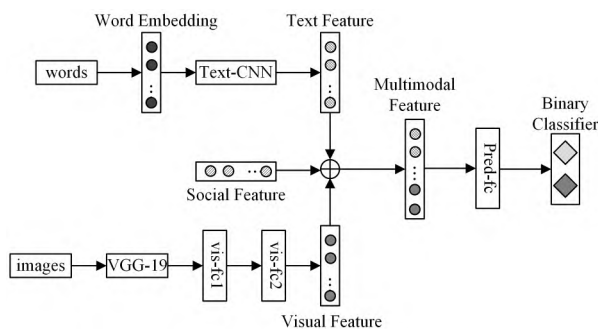 Word Embedding
Text Feature
words
Text-CNN
Multimodal
Feature
Binary
Classifier
Pred-fc
Social Feature
images
VGG-19
vis-fc1
vis-fc2
Visual Feature